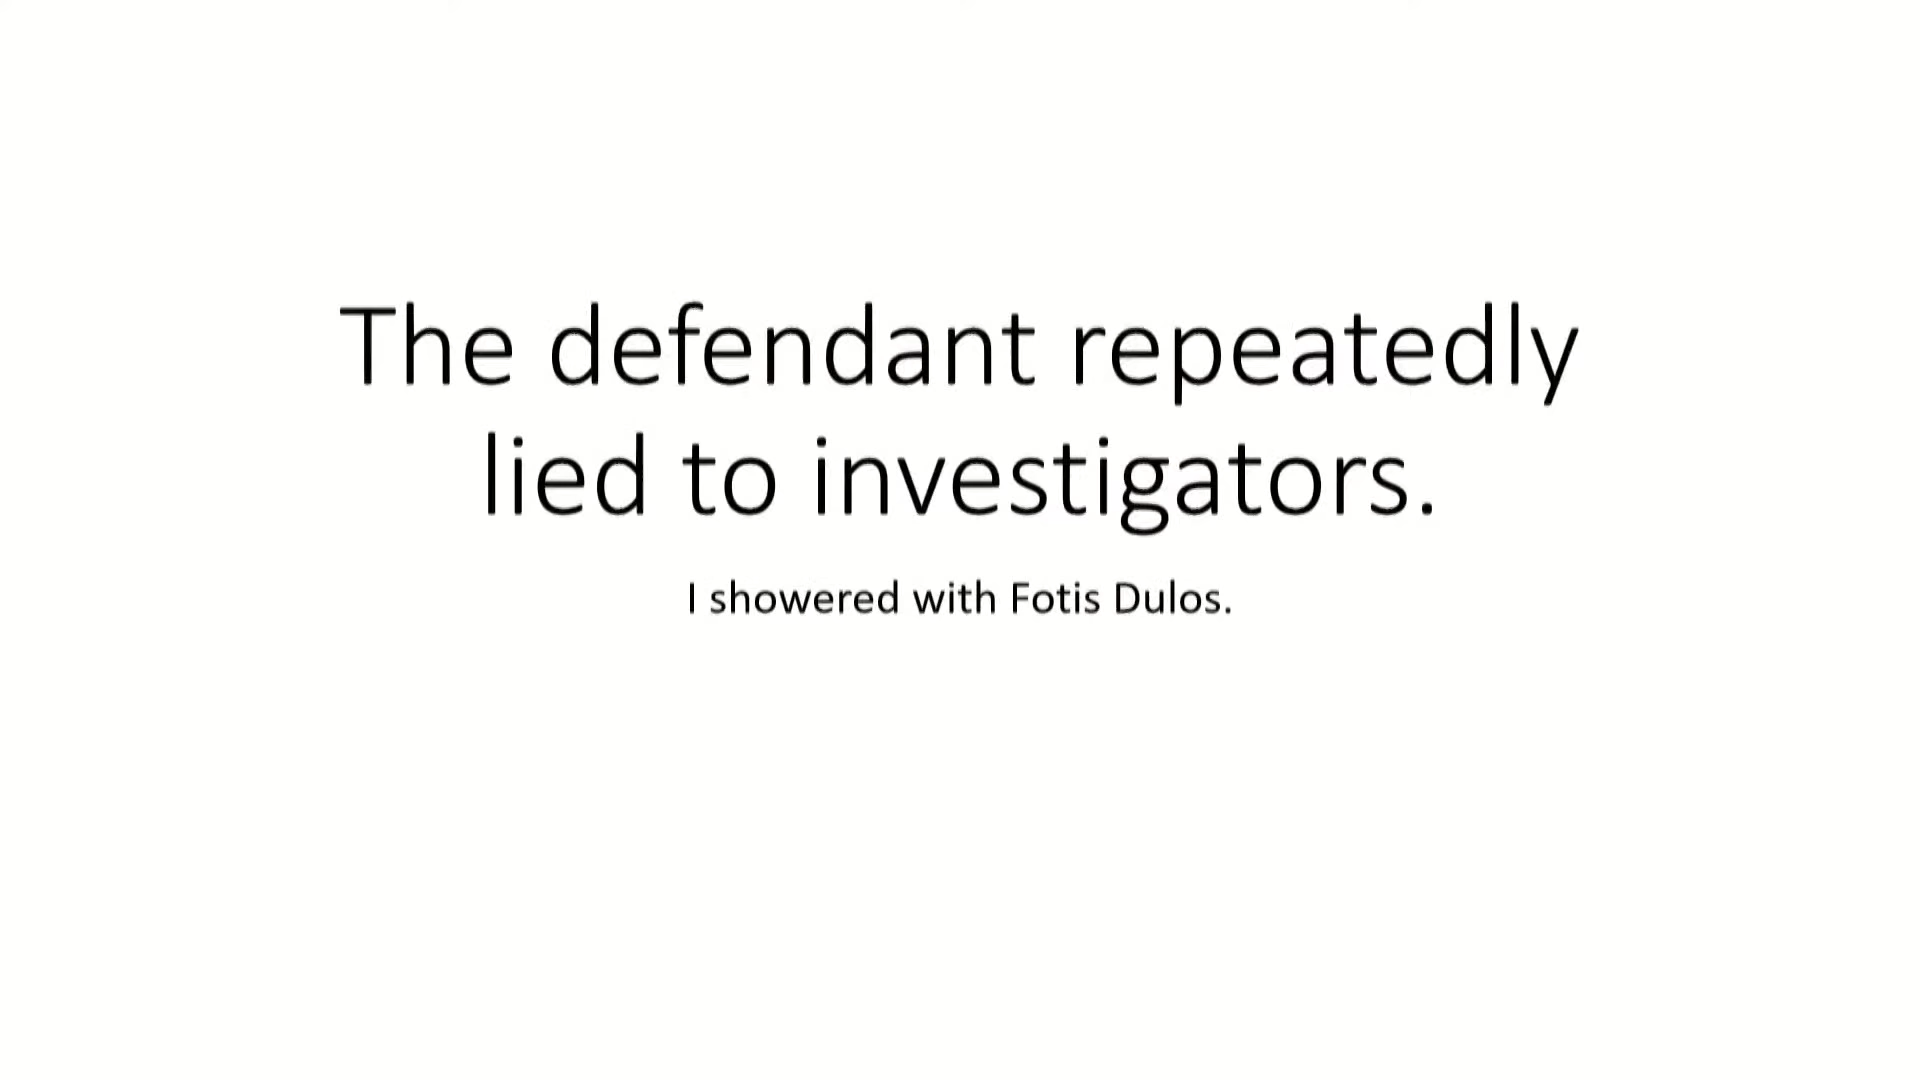 The defendant repeatedly
lied to investigators.
I showered with Fotis Dulos.